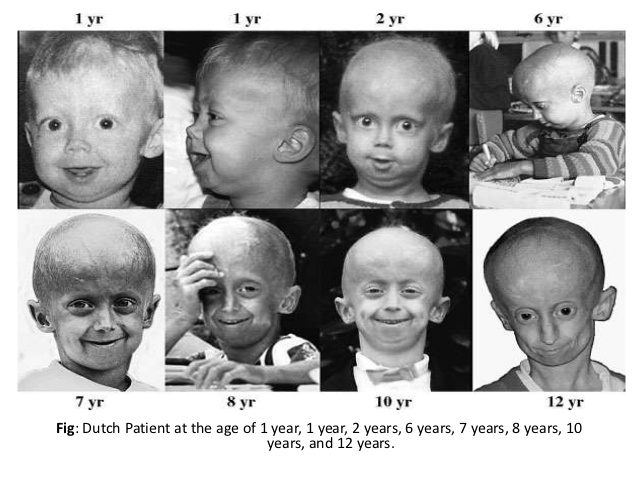 1 yr 1 yr 2 yr 6 yr
7 yr 8 yr 10 yr 12 yr
Fig: Dutch Patient at the age of 1 year, 1 year, 2 years, 6 years, 7 years, 8 years, 10
years, and 12 years.